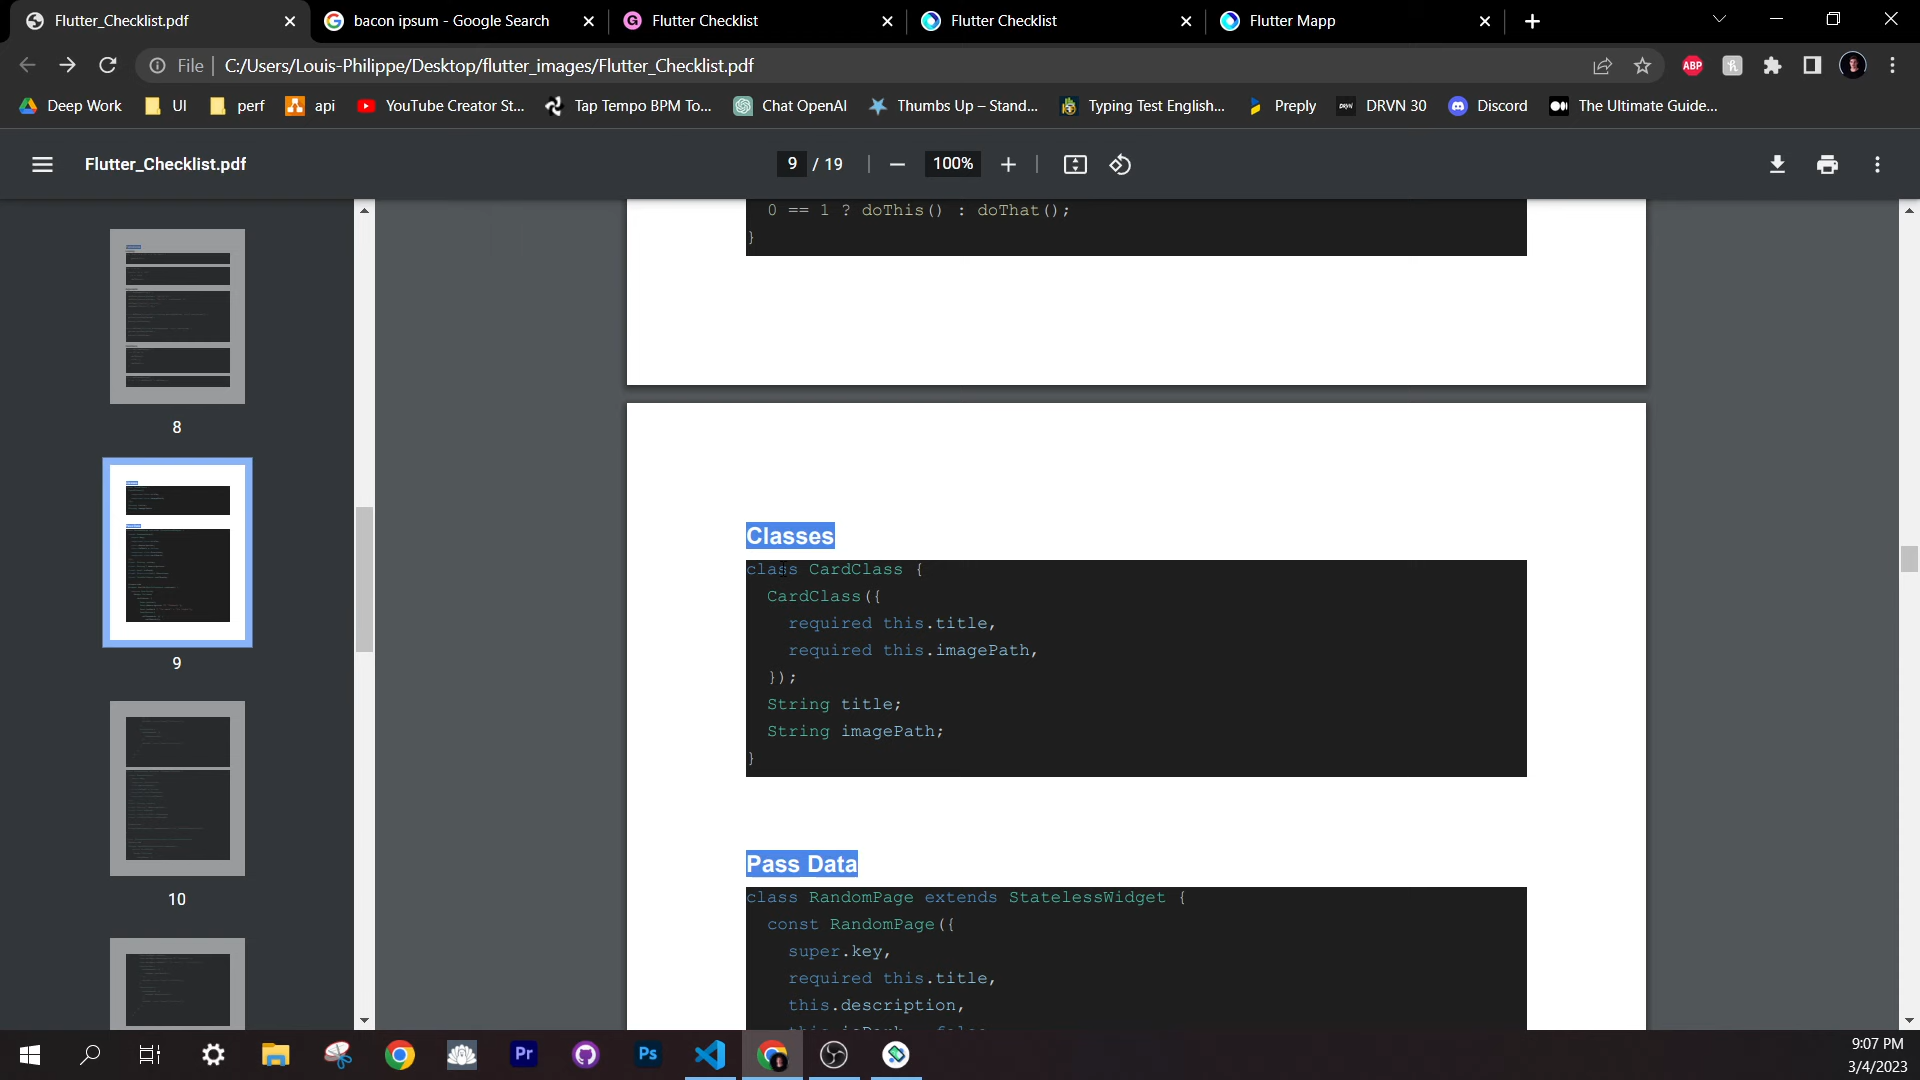 Flutter_Checklist.pdf
bacon ipsum - Google Search
Flutter Checklist
Flutter Checklist
Flutter Mapp
File
C:/Users/Louis-Philippe/Desktop/flutter_images/Flutter_Checklist.pdf
ABP
Deep Work
UI
perf
api
YouTube Creator St...
Tap Tempo BPM To...
Chat OpenAI
Thumbs Up – Stand...
Typing Test English...
Preply
DRVN 30
Discord
The Ultimate Guide...
Flutter_Checklist.pdf
9 / 19
100%
8
9
10
0 == 1 ? doThis() : doThat();
}
Classes
class CardClass {
CardClass({
required this.title,
required this.imagePath,
});
String title;
String imagePath;
}
Pass Data
class RandomPage extends StatelessWidget {
const RandomPage({
super.key,
required this.title,
this.description,
Pr
Ps
9:07 PM
3/4/2023